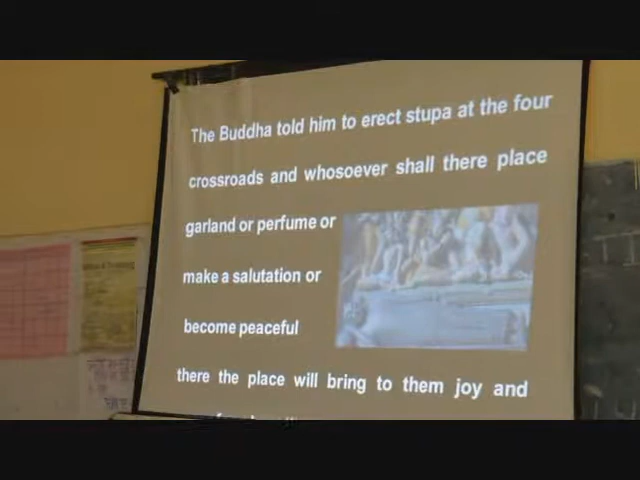 The Buddha told him to erect stupa at the four
crossroads and whosoever shall there place
garland or perfume or
make a salutation or
become peaceful
there the place will bring to them joy and